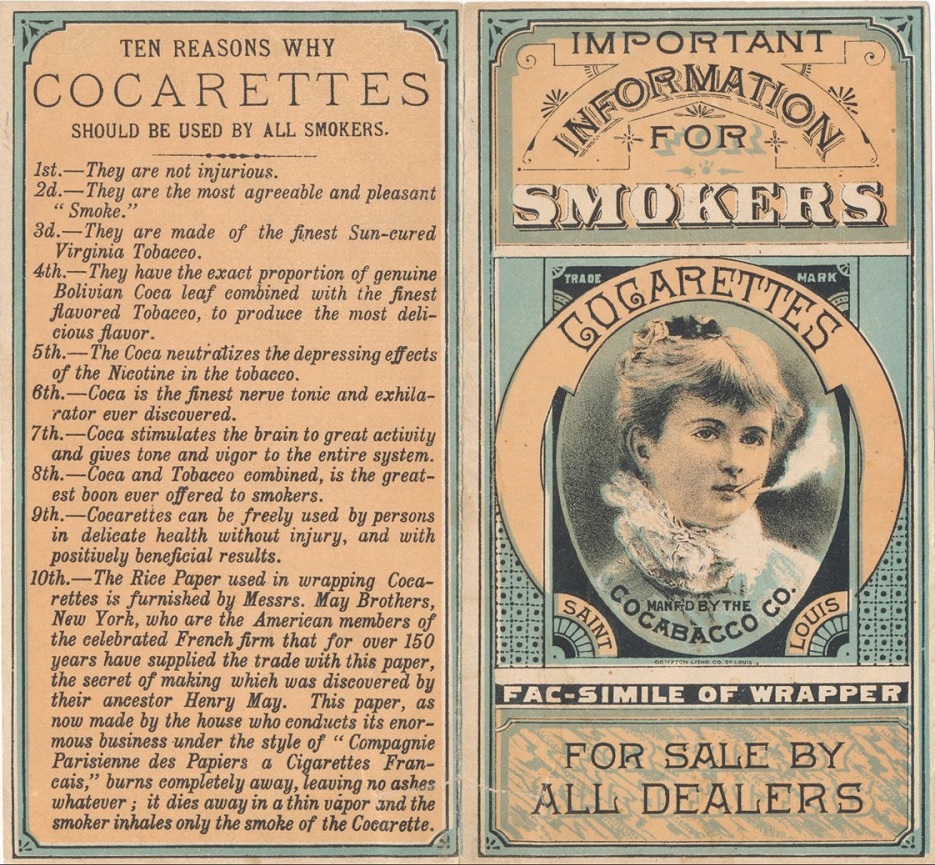 TEN REASONS WHY
COCARETTES
SHOULD BE USED BY ALL SMOKERS.
1st.—They are not injurious.
2d.—They are the most agreeable and pleasant
“ Smoke.”
3d.—They are made of the finest Sun-cured
Virginia Tobacco.
4th.—They have the exact proportion of genuine
Bolivian Coca leaf combined with the finest
flavored Tobacco, to produce the most deli-
cious flavor.
5th.—The Coca neutralizes the depressing effects
of the Nicotine in the tobacco.
6th.—Coca is the finest nerve tonic and exhila-
rator ever discovered.
7th.—Coca stimulates the brain to great activity
and gives tone and vigor to the entire system.
8th.—Coca and Tobacco combined, is the great-
est boon ever offered to smokers.
9th.—Cocarettes can be freely used by persons
in delicate health without injury, and with
positively beneficial results.
10th.—The Rice Paper used in wrapping Coca-
rettes is furnished by Messrs. May Brothers,
New York, who are the American members of
the celebrated French firm that for over 150
years have supplied the trade with this paper,
the secret of making which was discovered by
their ancestor Henry May. This paper, as
now made by the house who conducts its enor-
mous business under the style of “ Compagnie
Parisienne des Papiers a Cigarettes Fran-
cais,” burns completely away, leaving no ashes
whatever ; it dies away in a thin vapor and the
smoker inhales only the smoke of the Cocarette.
IMPORTANT
INFORMATION
FOR
SMOKERS
TRADE MARK
COCARETTES
MANF'D BY THE
COCABACCO CO.
SAINT LOUIS
COMPTON LITHO. CO. ST. LOUIS.
FAC-SIMILE OF WRAPPER
FOR SALE BY
ALL DEALERS